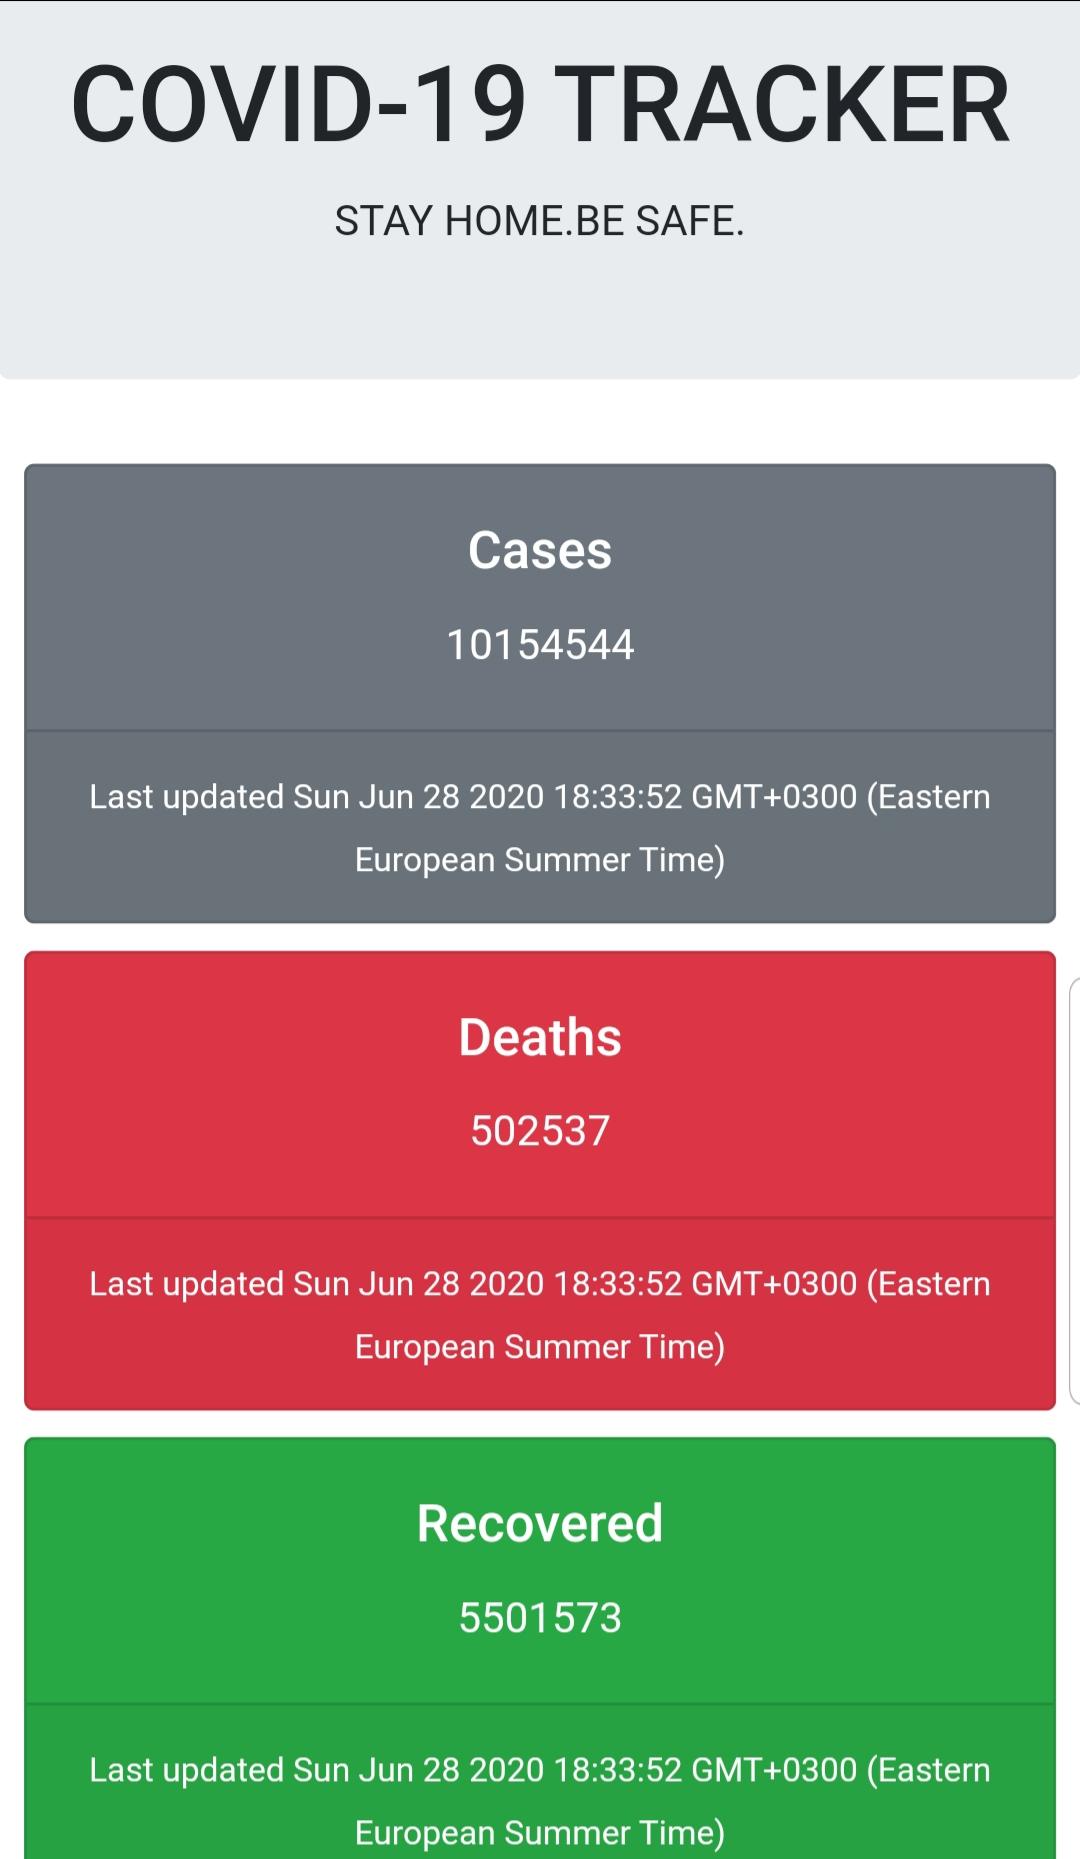 COVID-19 TRACKER
STAY HOME.BE SAFE.
Cases
10154544
Last updated Sun Jun 28 2020 18:33:52 GMT+0300 (Eastern
European Summer Time)
Deaths
502537
Last updated Sun Jun 28 2020 18:33:52 GMT+0300 (Eastern
European Summer Time)
Recovered
5501573
Last updated Sun Jun 28 2020 18:33:52 GMT+0300 (Eastern
European Summer Time)